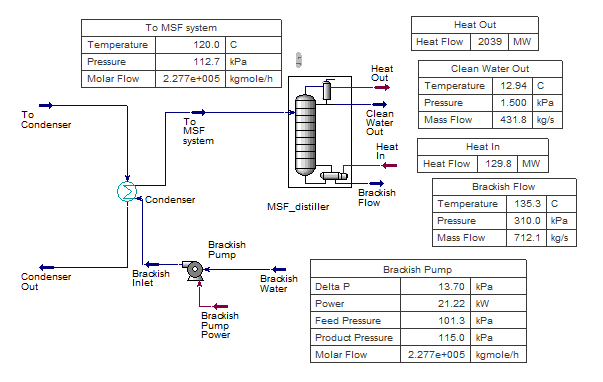 To MSF system
Temperature 120.0 C
Pressure 112.7 kPa
Molar Flow 2.277e+005 kgmole/h
Heat Out
Heat Flow 2039 MW
Clean Water Out
Temperature 12.94 C
Pressure 1.500 kPa
Mass Flow 431.8 kg/s
Heat In
Heat Flow 129.8 MW
Brackish Flow
Temperature 135.3 C
Pressure 310.0 kPa
Mass Flow 712.1 kg/s
To
Condenser
To
MSF
system
Heat
Out
Clean
Water
Out
Heat
In
Brackish
Flow
MSF_distiller
Condenser
Condenser
Out
Brackish
Inlet
Brackish
Pump
Brackish
Water
Brackish
Pump
Power
Brackish Pump
Delta P 13.70 kPa
Power 21.22 kW
Feed Pressure 101.3 kPa
Product Pressure 115.0 kPa
Molar Flow 2.277e+005 kgmole/h